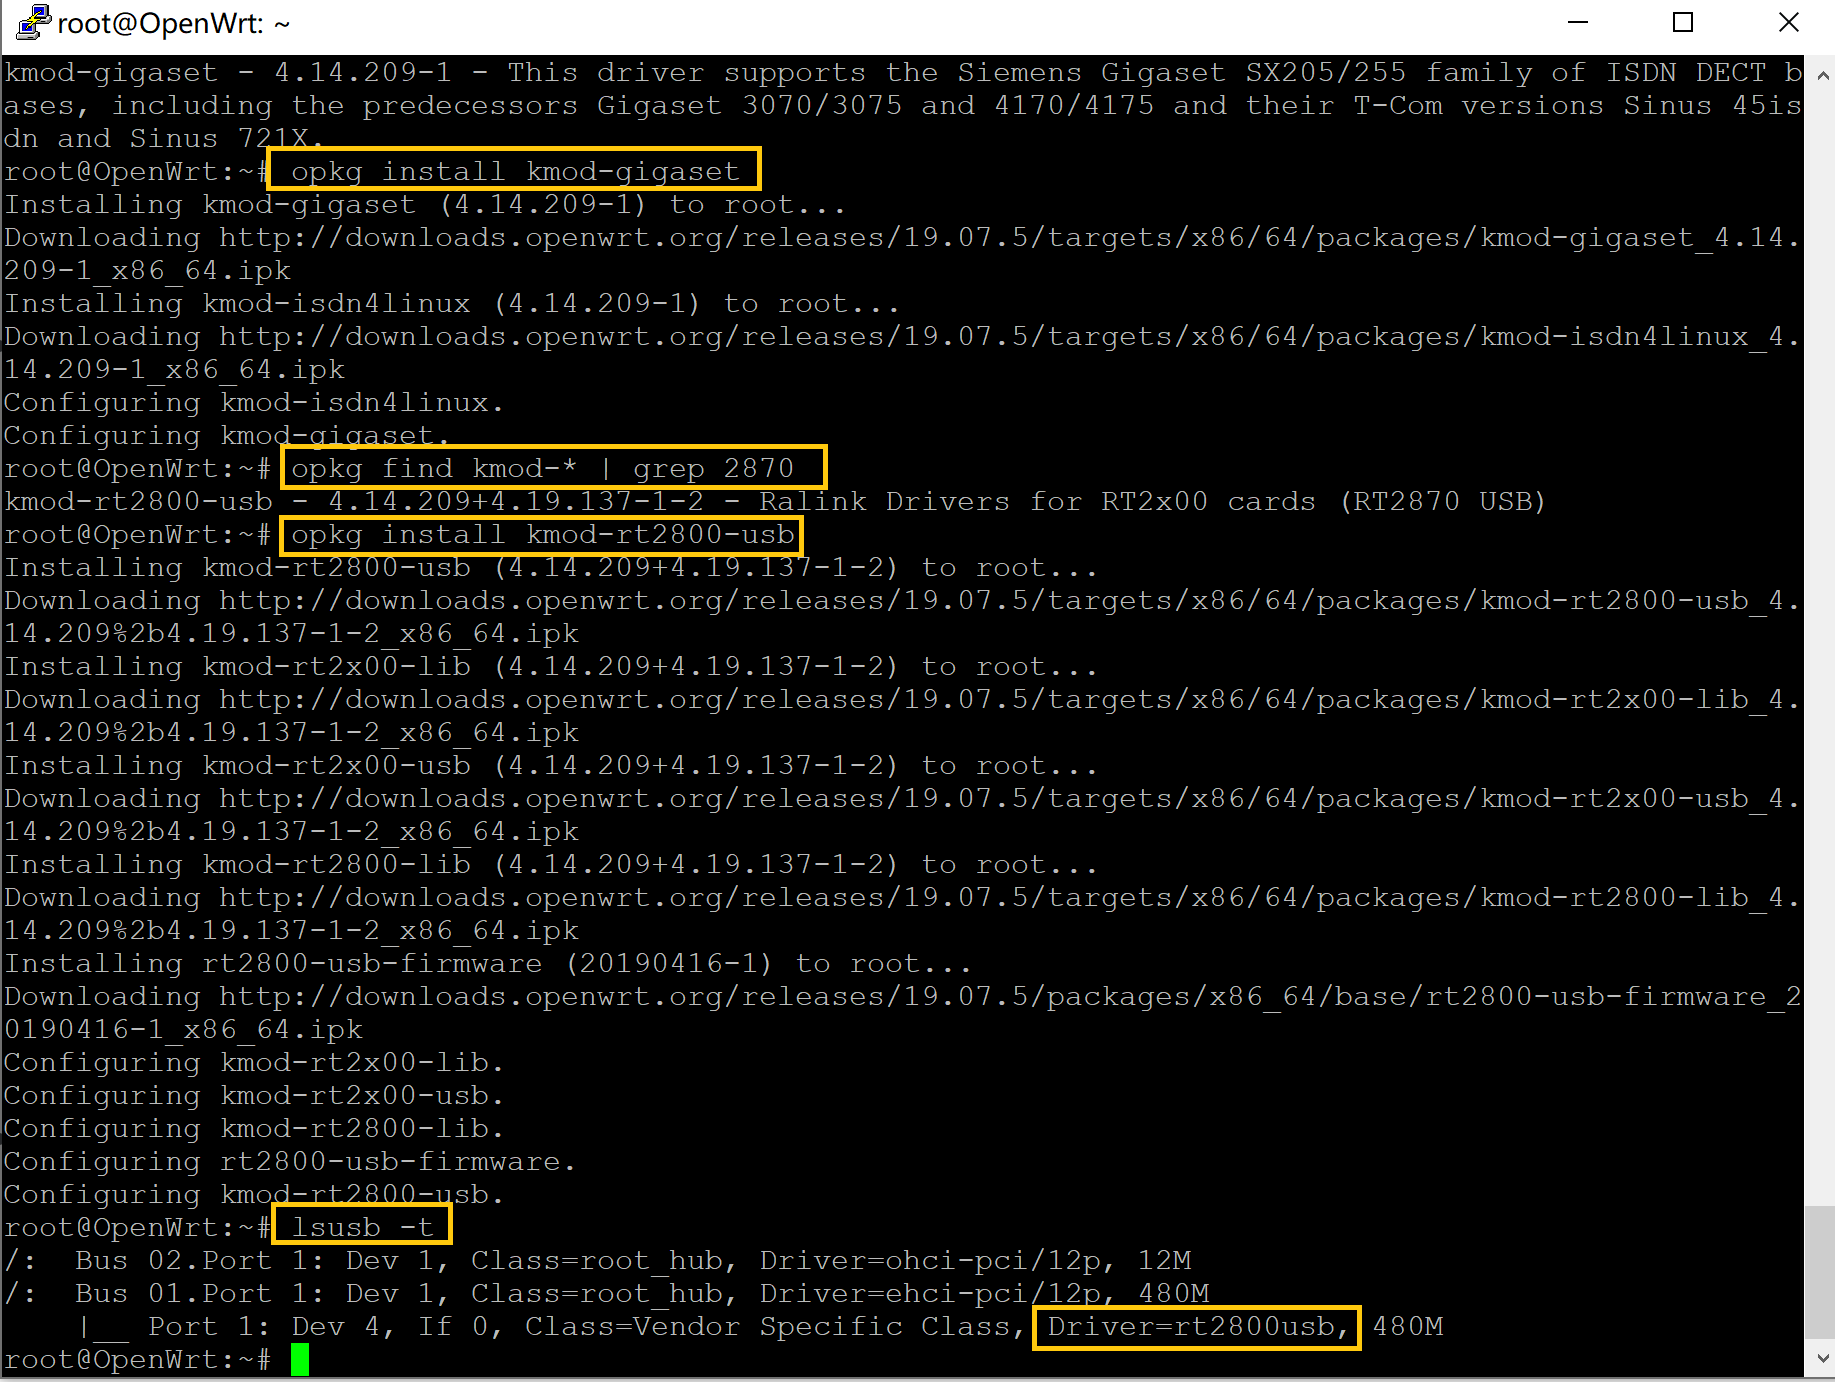 root@OpenWrt: ~
kmod-gigaset - 4.14.209-1 - This driver supports the Siemens Gigaset SX205/255 family of ISDN DECT b
ases, including the predecessors Gigaset 3070/3075 and 4170/4175 and their T-Com versions Sinus 45is
dn and Sinus 721X.
root@OpenWrt:~# opkg install kmod-gigaset
Installing kmod-gigaset (4.14.209-1) to root...
Downloading http://downloads.openwrt.org/releases/19.07.5/targets/x86/64/packages/kmod-gigaset_4.14.
209-1_x86_64.ipk
Installing kmod-isdn4linux (4.14.209-1) to root...
Downloading http://downloads.openwrt.org/releases/19.07.5/targets/x86/64/packages/kmod-isdn4linux_4.
14.209-1_x86_64.ipk
Configuring kmod-isdn4linux.
Configuring kmod-gigaset.
root@OpenWrt:~# opkg find kmod-* | grep 2870
kmod-rt2800-usb - 4.14.209+4.19.137-1-2 - Ralink Drivers for RT2x00 cards (RT2870 USB)
root@OpenWrt:~# opkg install kmod-rt2800-usb
Installing kmod-rt2800-usb (4.14.209+4.19.137-1-2) to root...
Downloading http://downloads.openwrt.org/releases/19.07.5/targets/x86/64/packages/kmod-rt2800-usb_4.
14.209%2b4.19.137-1-2_x86_64.ipk
Installing kmod-rt2x00-lib (4.14.209+4.19.137-1-2) to root...
Downloading http://downloads.openwrt.org/releases/19.07.5/targets/x86/64/packages/kmod-rt2x00-lib_4.
14.209%2b4.19.137-1-2_x86_64.ipk
Installing kmod-rt2x00-usb (4.14.209+4.19.137-1-2) to root...
Downloading http://downloads.openwrt.org/releases/19.07.5/targets/x86/64/packages/kmod-rt2x00-usb_4.
14.209%2b4.19.137-1-2_x86_64.ipk
Installing kmod-rt2800-lib (4.14.209+4.19.137-1-2) to root...
Downloading http://downloads.openwrt.org/releases/19.07.5/targets/x86/64/packages/kmod-rt2800-lib_4.
14.209%2b4.19.137-1-2_x86_64.ipk
Installing rt2800-usb-firmware (20190416-1) to root...
Downloading http://downloads.openwrt.org/releases/19.07.5/packages/x86_64/base/rt2800-usb-firmware_2
0190416-1_x86_64.ipk
Configuring kmod-rt2x00-lib.
Configuring kmod-rt2x00-usb.
Configuring kmod-rt2800-lib.
Configuring rt2800-usb-firmware.
Configuring kmod-rt2800-usb.
root@OpenWrt:~# lsusb -t
/:  Bus 02.Port 1: Dev 1, Class=root_hub, Driver=ohci-pci/12p, 12M
/:  Bus 01.Port 1: Dev 1, Class=root_hub, Driver=ehci-pci/12p, 480M
    |__ Port 1: Dev 4, If 0, Class=Vendor Specific Class, Driver=rt2800usb, 480M
root@OpenWrt:~#